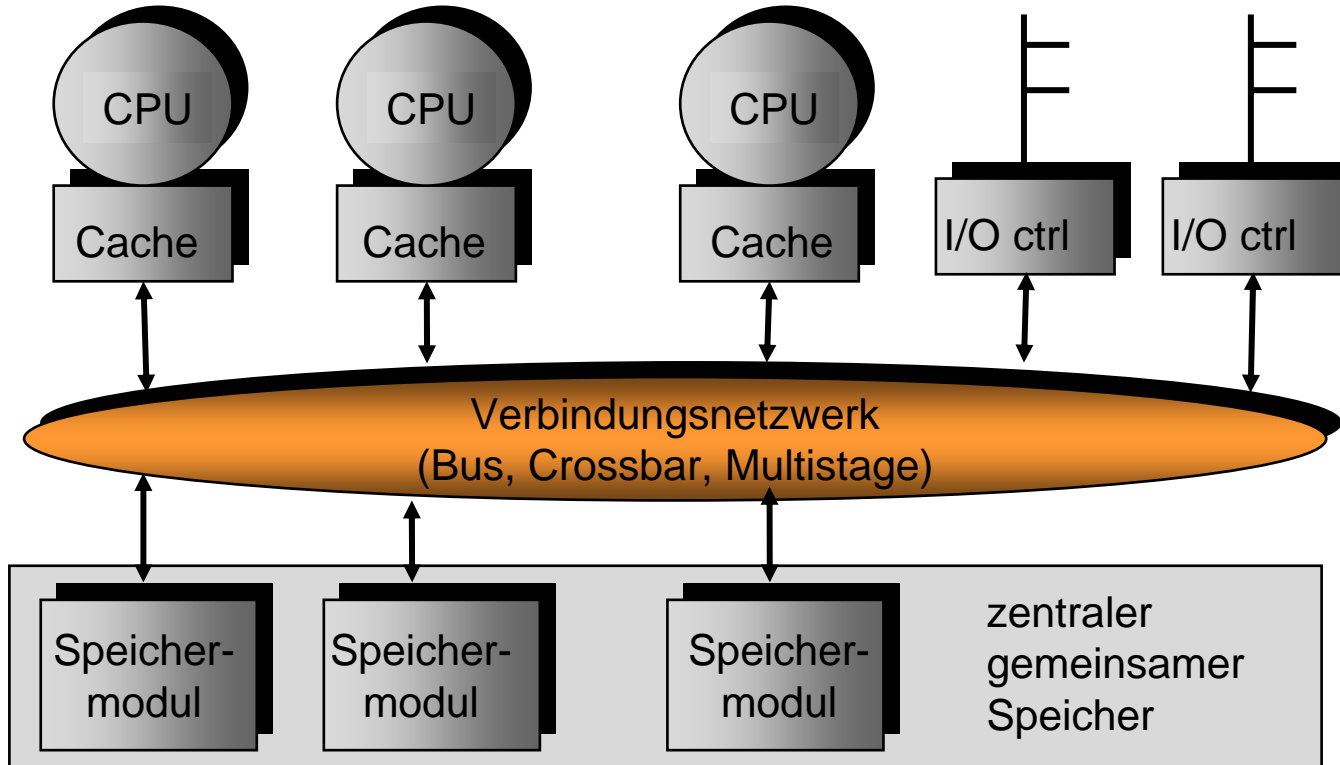 CPU
CPU
CPU
Cache
Cache
Cache
I/O ctrl
I/O ctrl
Verbindungsnetzwerk
(Bus, Crossbar, Multistage)
Speicher-
modul
Speicher-
modul
Speicher-
modul
zentraler
gemeinsamer
Speicher